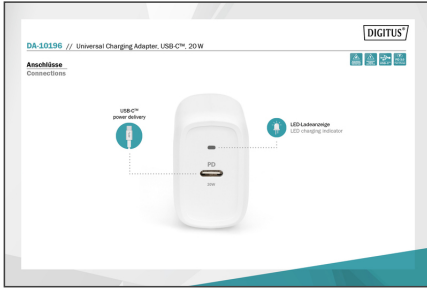 DIGITUS®
DA-10196 // Universal Charging Adapter, USB-C™, 20 W
Anschlüsse
Connections
USB-C™
power delivery
LED-Ladeanzeige
LED charging indicator
PD
20W